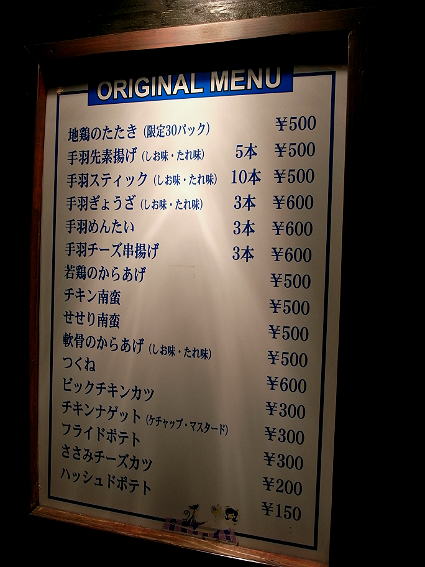 ORIGINAL MENU
地鶏のたたき（限定30パック） ￥500
手羽先素揚げ（しお味・たれ味） 5本 ￥500
手羽スティック（しお味・たれ味） 10本 ￥500
手羽ぎょうざ（しお味・たれ味） 3本 ￥600
手羽めんたい 3本 ￥600
手羽チーズ串揚げ 3本 ￥600
若鶏のからあげ ￥500
チキン南蛮 ￥500
せせり南蛮 ￥500
軟骨のからあげ（しお味・たれ味） ￥500
つくね ￥600
ビックチキンカツ ￥300
チキンナゲット（ケチャップ・マスタード） ￥300
フライドポテト ￥300
ささみチーズカツ ￥200
ハッシュドポテト ￥150